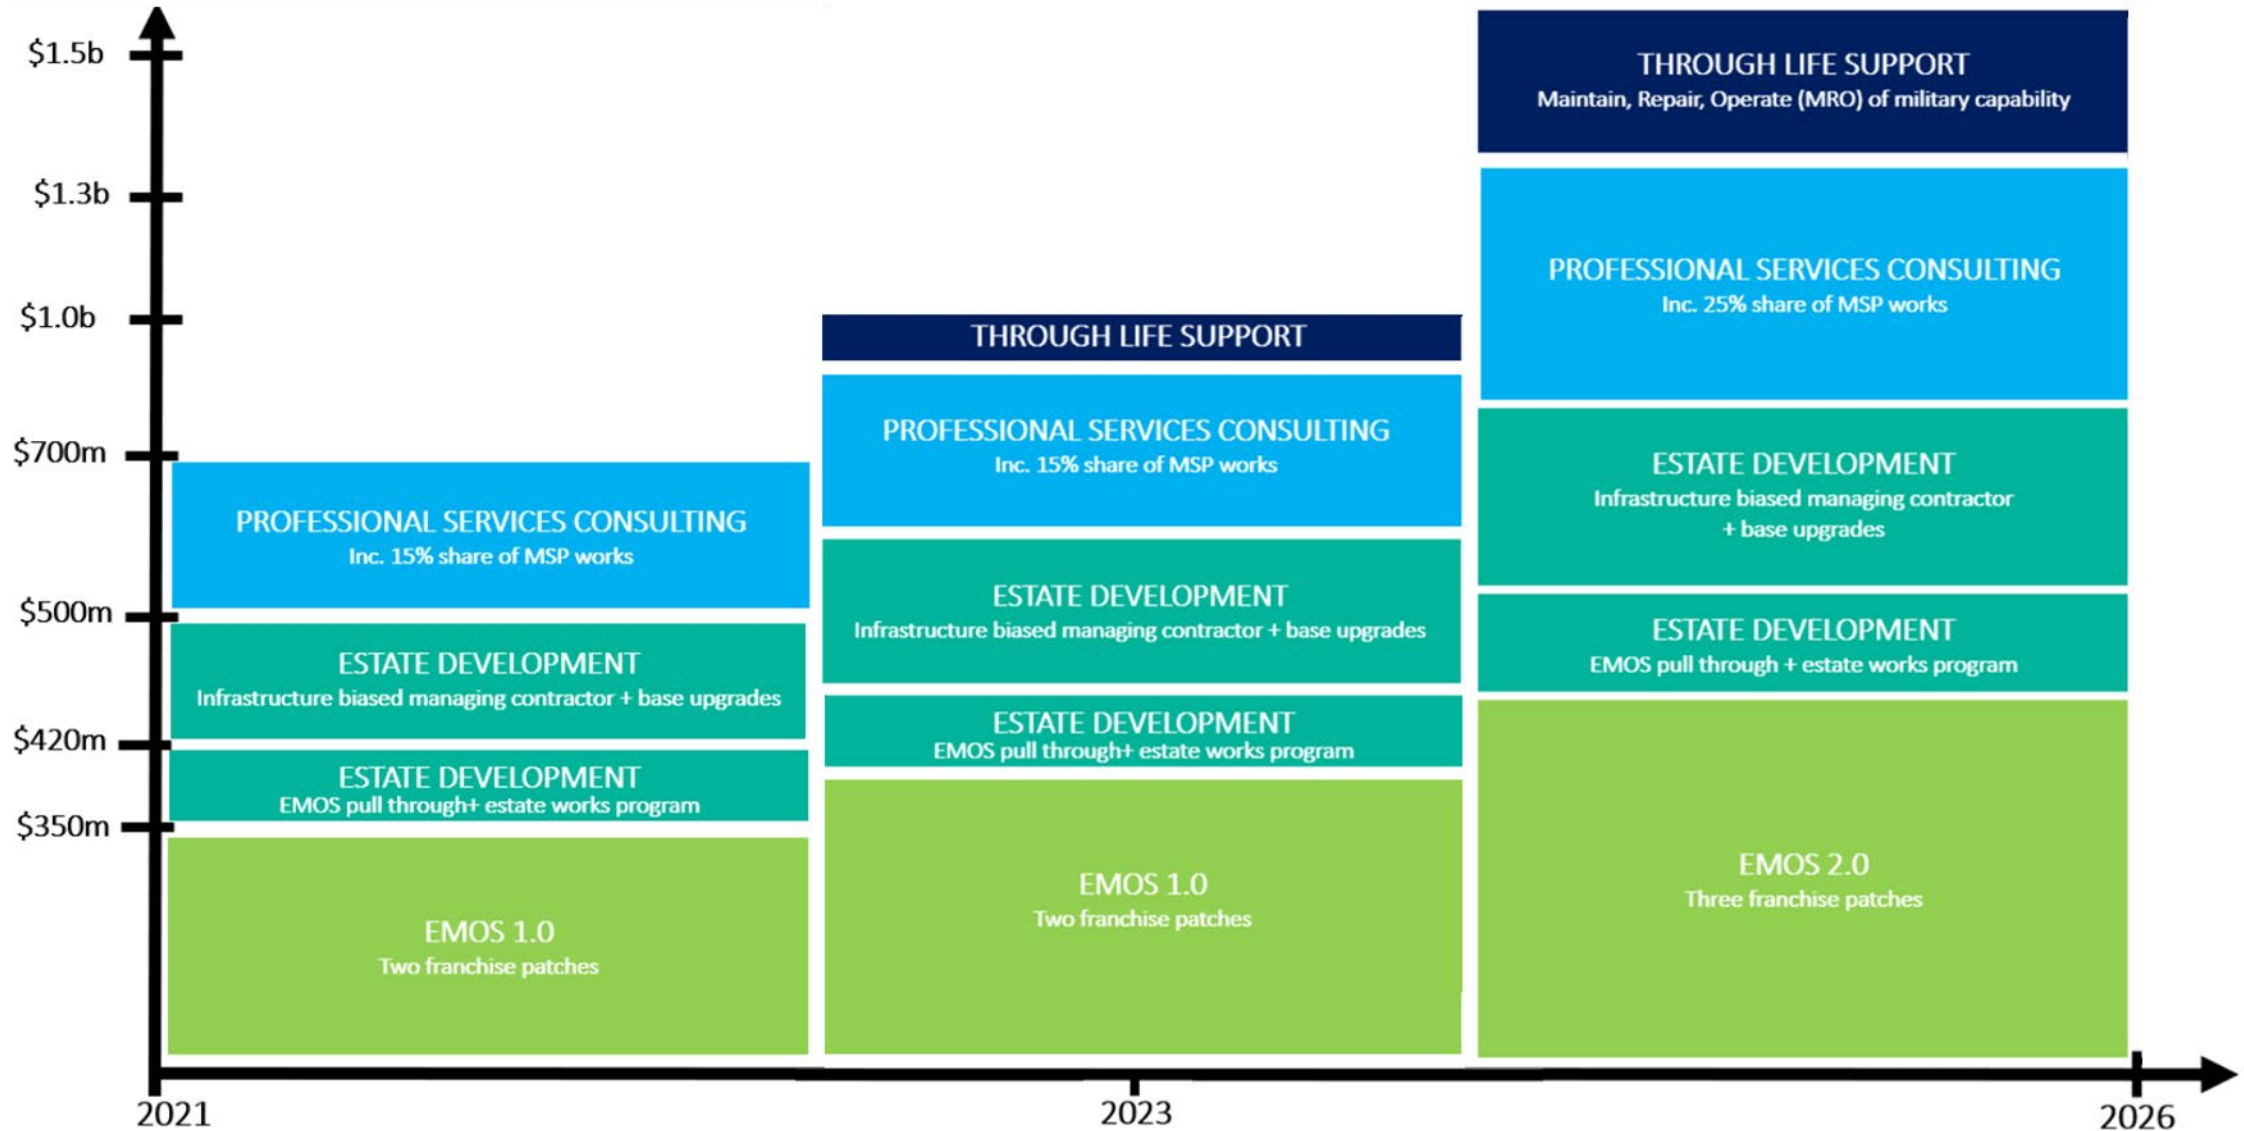 $1.5b
$1.3b
$1.0b
$700m
$500m
$420m
$350m
PROFESSIONAL SERVICES CONSULTING
Inc. 15% share of MSP works
ESTATE DEVELOPMENT
Infrastructure biased managing contractor + base upgrades
ESTATE DEVELOPMENT
EMOS pull through+ estate works program
EMOS 1.0
Two franchise patches
THROUGH LIFE SUPPORT
PROFESSIONAL SERVICES CONSULTING
Inc. 15% share of MSP works
ESTATE DEVELOPMENT
Infrastructure biased managing contractor + base upgrades
ESTATE DEVELOPMENT
EMOS pull through+ estate works program
EMOS 1.0
Two franchise patches
THROUGH LIFE SUPPORT
Maintain, Repair, Operate (MRO) of military capability
PROFESSIONAL SERVICES CONSULTING
Inc. 25% share of MSP works
ESTATE DEVELOPMENT
Infrastructure biased managing contractor
+ base upgrades
ESTATE DEVELOPMENT
EMOS pull through + estate works program
EMOS 2.0
Three franchise patches
2021
2023
2026